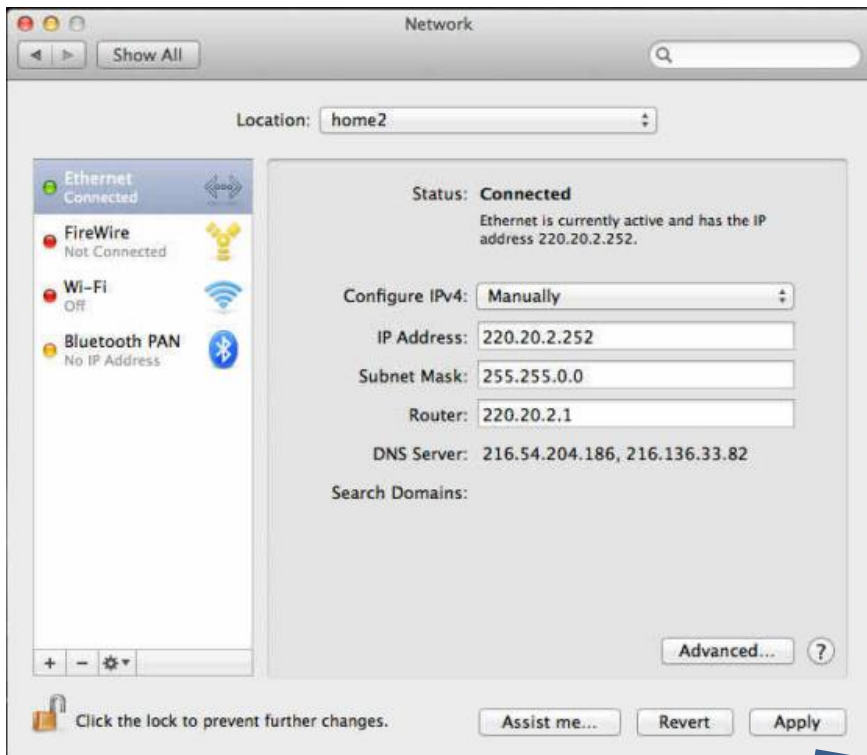 Network
Show All
Location: home2
Ethernet
Connected
FireWire
Not Connected
Wi-Fi
Off
Bluetooth PAN
No IP Address
Status: Connected
Ethernet is currently active and has the IP
address 220.20.2.252.
Configure IPv4: Manually
IP Address: 220.20.2.252
Subnet Mask: 255.255.0.0
Router: 220.20.2.1
DNS Server: 216.54.204.186, 216.136.33.82
Search Domains:
Advanced... ?
+ −
Click the lock to prevent further changes.
Assist me... Revert Apply